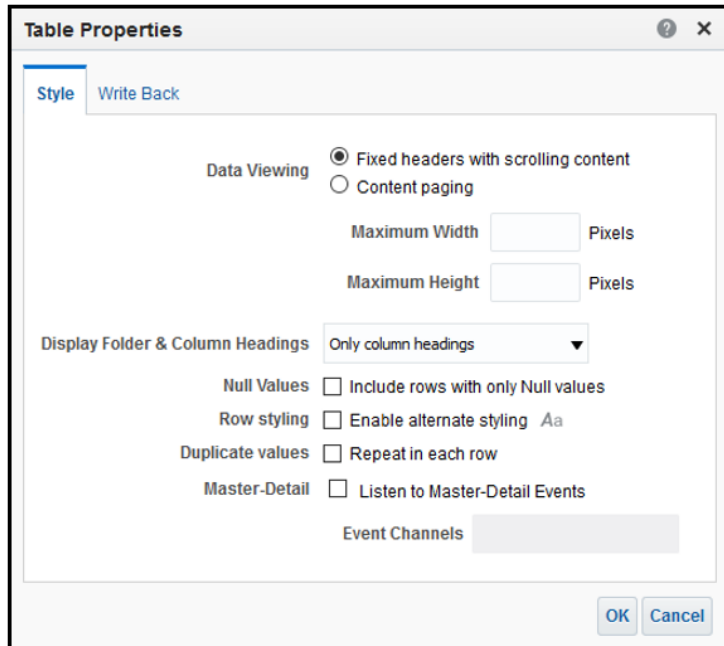 Table Properties ?
Style Write Back
Data Viewing Fixed headers with scrolling content
Content paging
Maximum Width Pixels
Maximum Height Pixels
Display Folder & Column Headings Only column headings
Null Values Include rows with only Null values
Row styling Enable alternate styling Aa
Duplicate values Repeat in each row
Master-Detail Listen to Master-Detail Events
Event Channels
OK Cancel